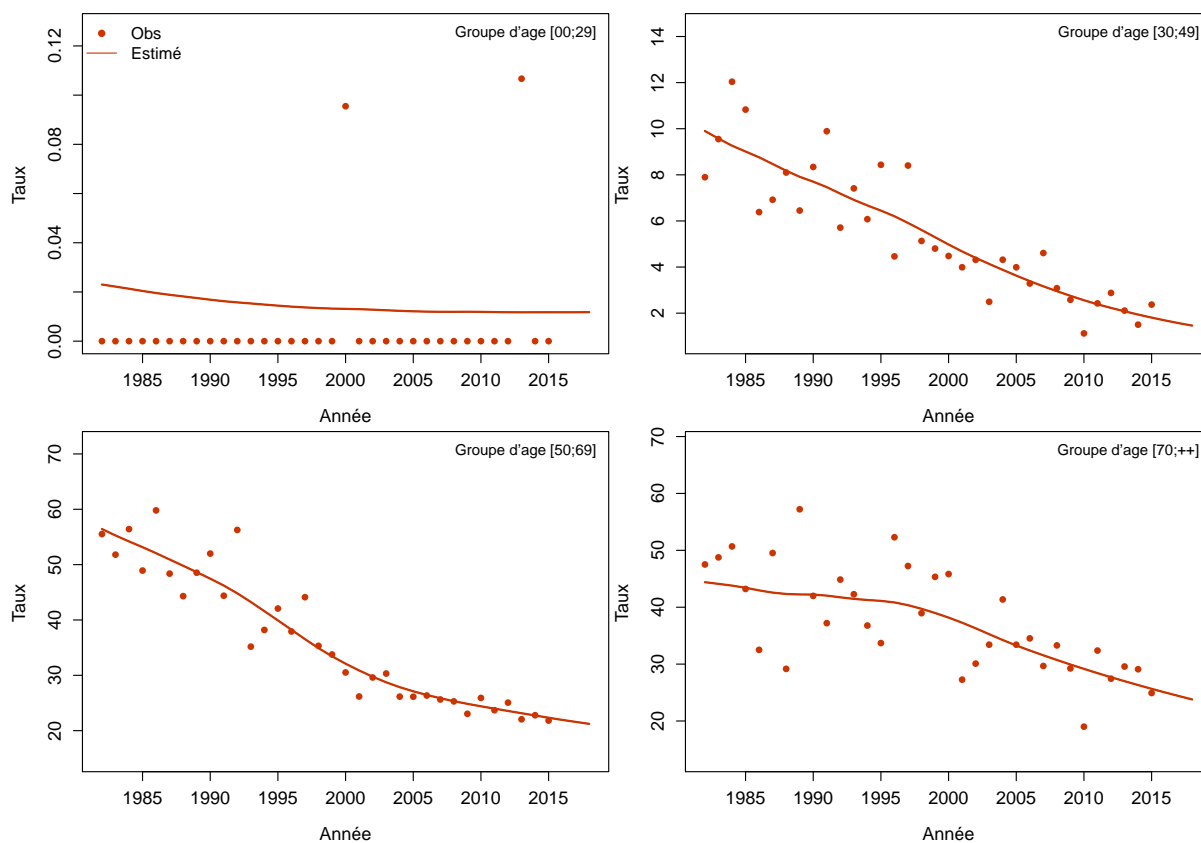 Obs
Estimé
Groupe d'age [00;29]
0.12
0.08
0.04
0.00
Taux
1985 1990 1995 2000 2005 2010 2015
Année
Groupe d'age [30;49]
14
12
10
8
6
4
2
Taux
1985 1990 1995 2000 2005 2010 2015
Année
Groupe d'age [50;69]
70
60
50
40
30
20
Taux
1985 1990 1995 2000 2005 2010 2015
Année
Groupe d'age [70;++]
70
60
50
40
30
20
Taux
1985 1990 1995 2000 2005 2010 2015
Année